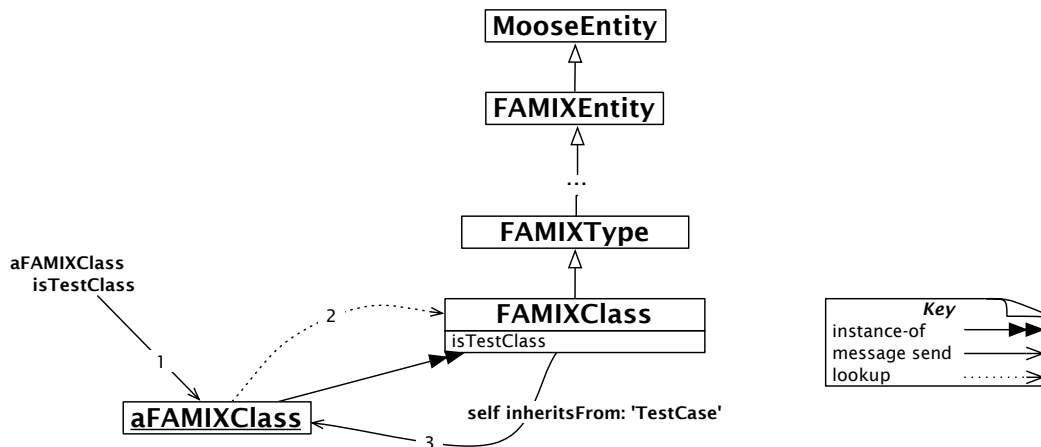 MooseEntity
FAMIXEntity
...
FAMIXType
aFAMIXClass
isTestClass
FAMIXClass
isTestClass
2
1
aFAMIXClass
self inheritsFrom: 'TestCase'
3
Key
instance-of
message send
lookup